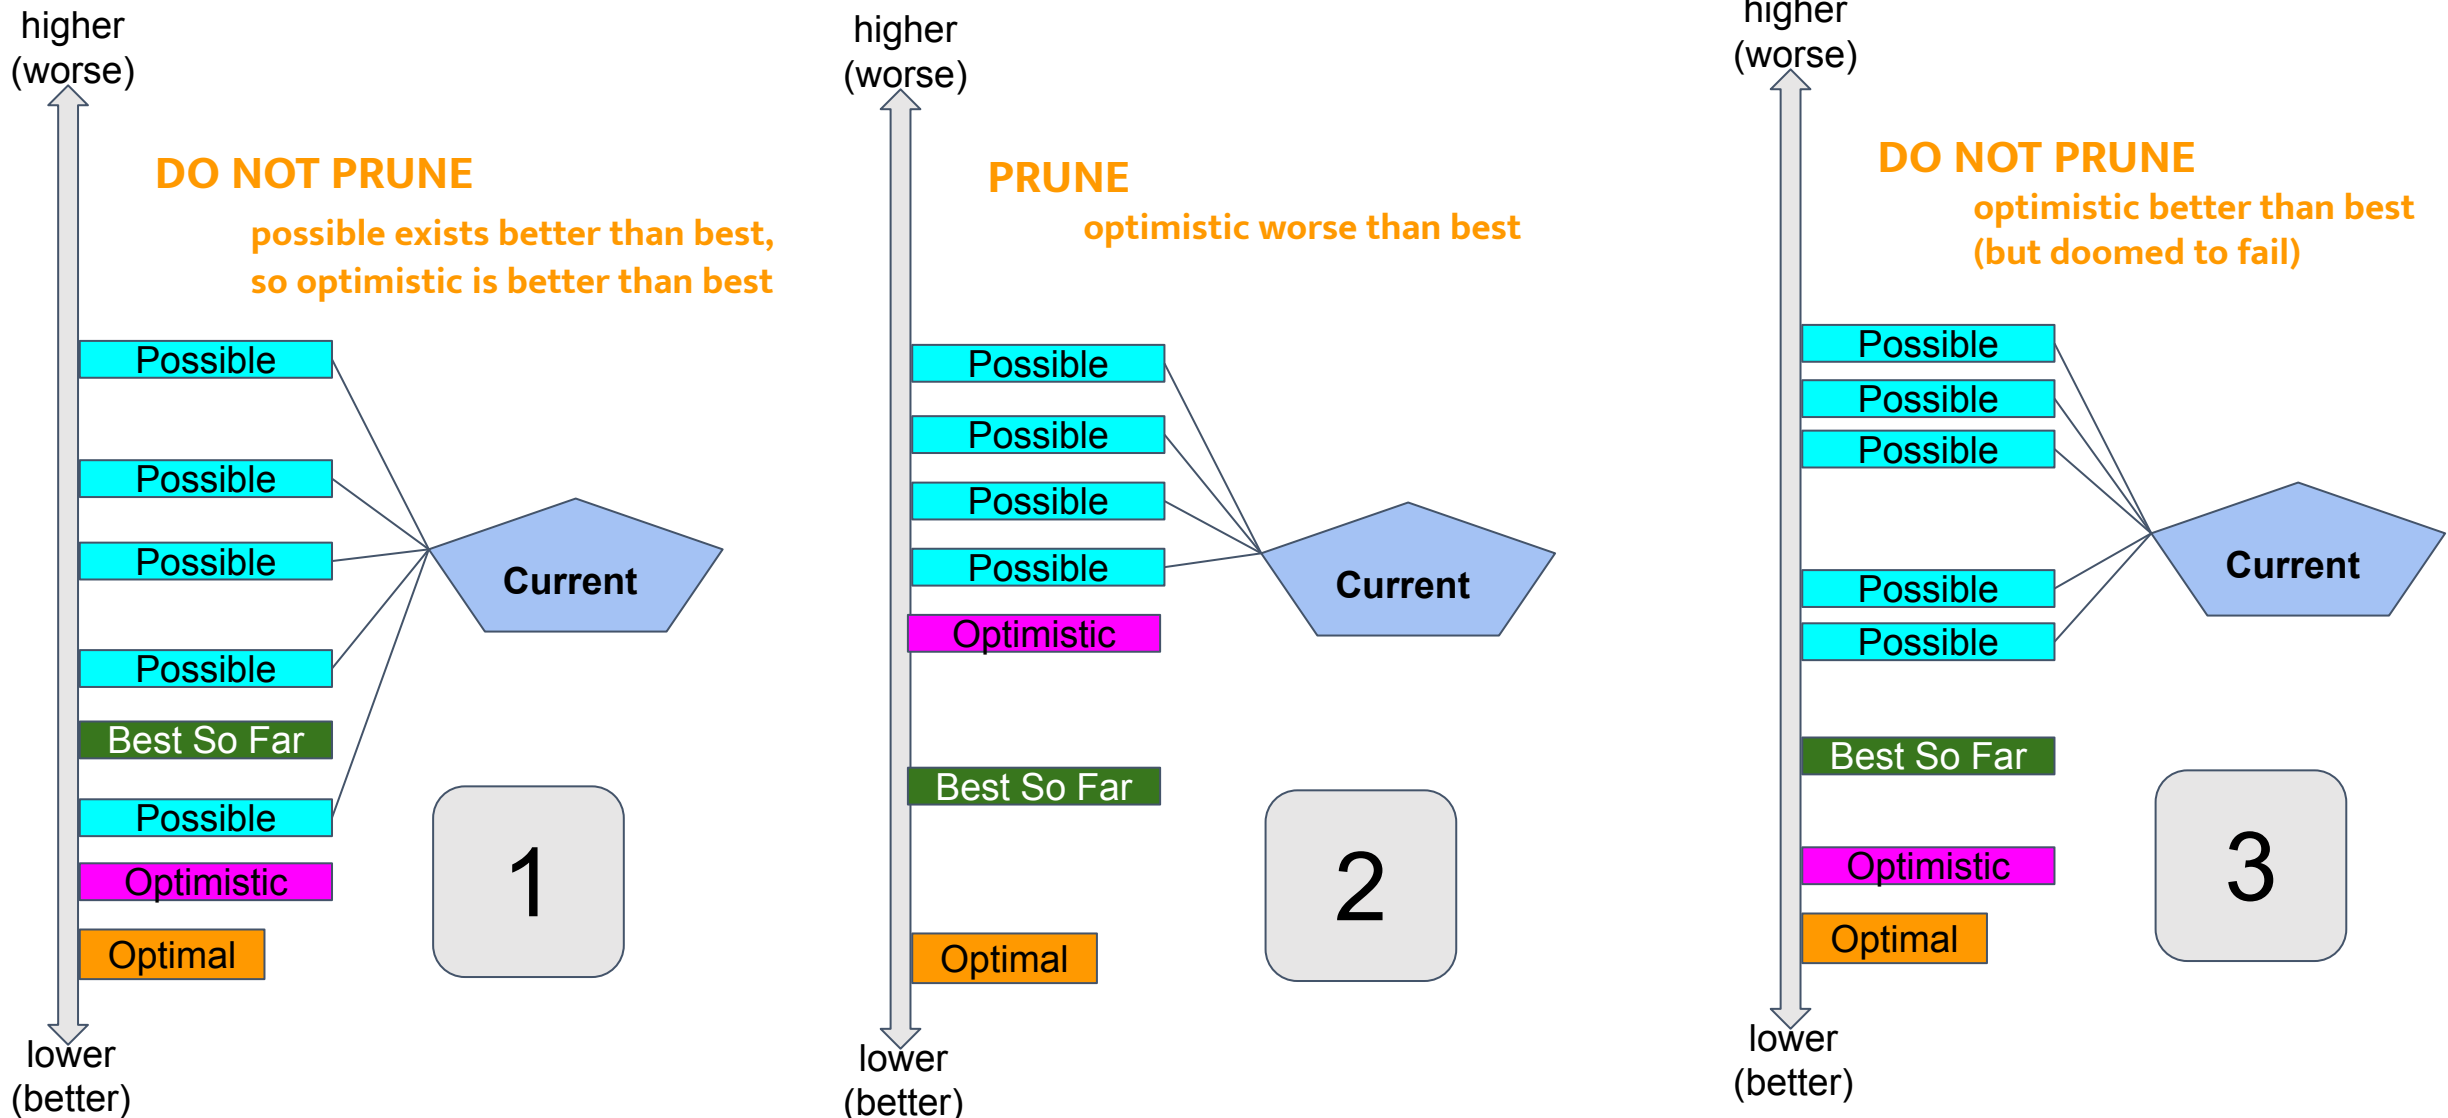 higher
(worse)
DO NOT PRUNE
possible exists better than best,
so optimistic is better than best
Possible
Possible
Possible
Possible
Best So Far
Possible
Optimistic
Optimal
Current
1
lower
(better)
higher
(worse)
PRUNE
optimistic worse than best
Possible
Possible
Possible
Possible
Optimistic
Best So Far
Optimal
Current
2
lower
(better)
higher
(worse)
DO NOT PRUNE
optimistic better than best
(but doomed to fail)
Possible
Possible
Possible
Possible
Possible
Best So Far
Optimistic
Optimal
Current
3
lower
(better)